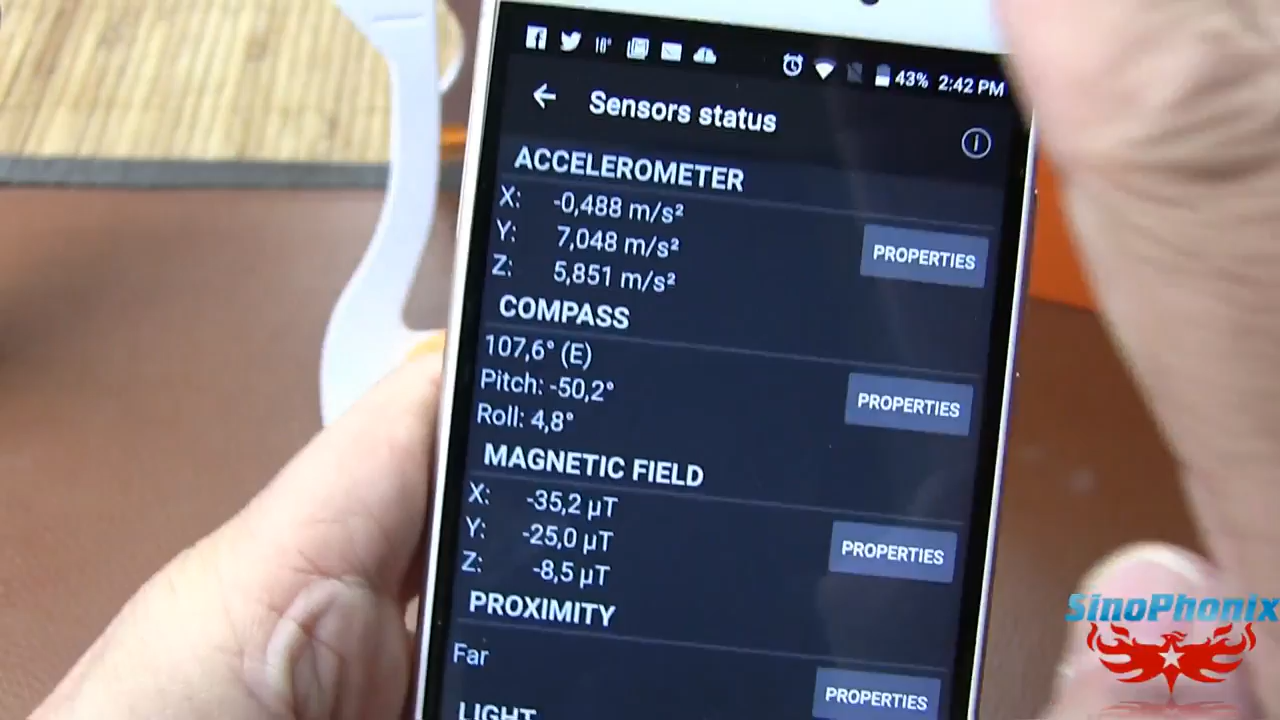 18° 43% 2:42 PM
Sensors status
ACCELEROMETER
X: -0,488 m/s²
Y: 7,048 m/s²
Z: 5,851 m/s²
PROPERTIES
COMPASS
107,6° (E)
Pitch: -50,2°
Roll: 4,8°
PROPERTIES
MAGNETIC FIELD
X: -35,2 µT
Y: -25,0 µT
Z: -8,5 µT
PROPERTIES
PROXIMITY
Far
PROPERTIES
LIGHT
SinoPhonix